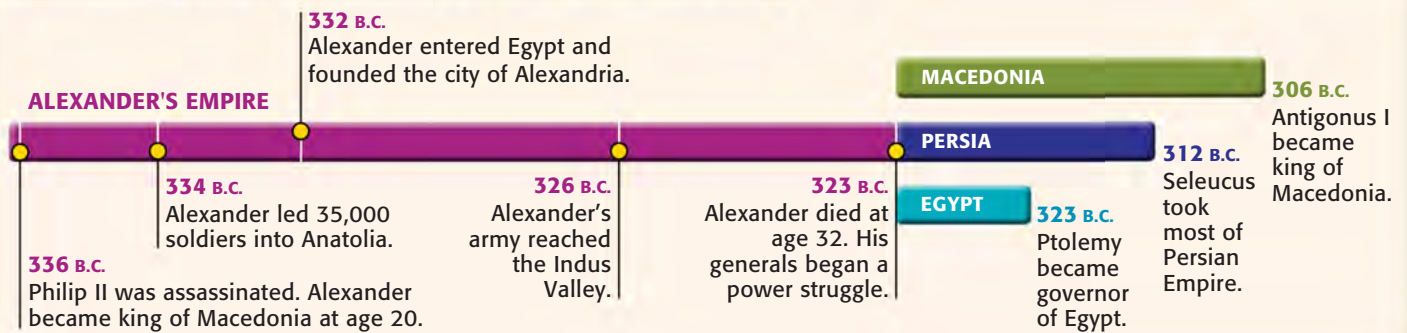 332 B.C.
Alexander entered Egypt and
founded the city of Alexandria.
ALEXANDER'S EMPIRE
334 B.C.
Alexander led 35,000
soldiers into Anatolia.
336 B.C.
Philip II was assassinated. Alexander
became king of Macedonia at age 20.
326 B.C.
Alexander's
army reached
the Indus
Valley.
323 B.C.
Alexander died at
age 32. His
generals began a
power struggle.
MACEDONIA
306 B.C.
Antigonus I
became
king of
Macedonia.
PERSIA
312 B.C.
Seleucus
took
most of
Persian
Empire.
EGYPT
323 B.C.
Ptolemy
became
governor
of Egypt.